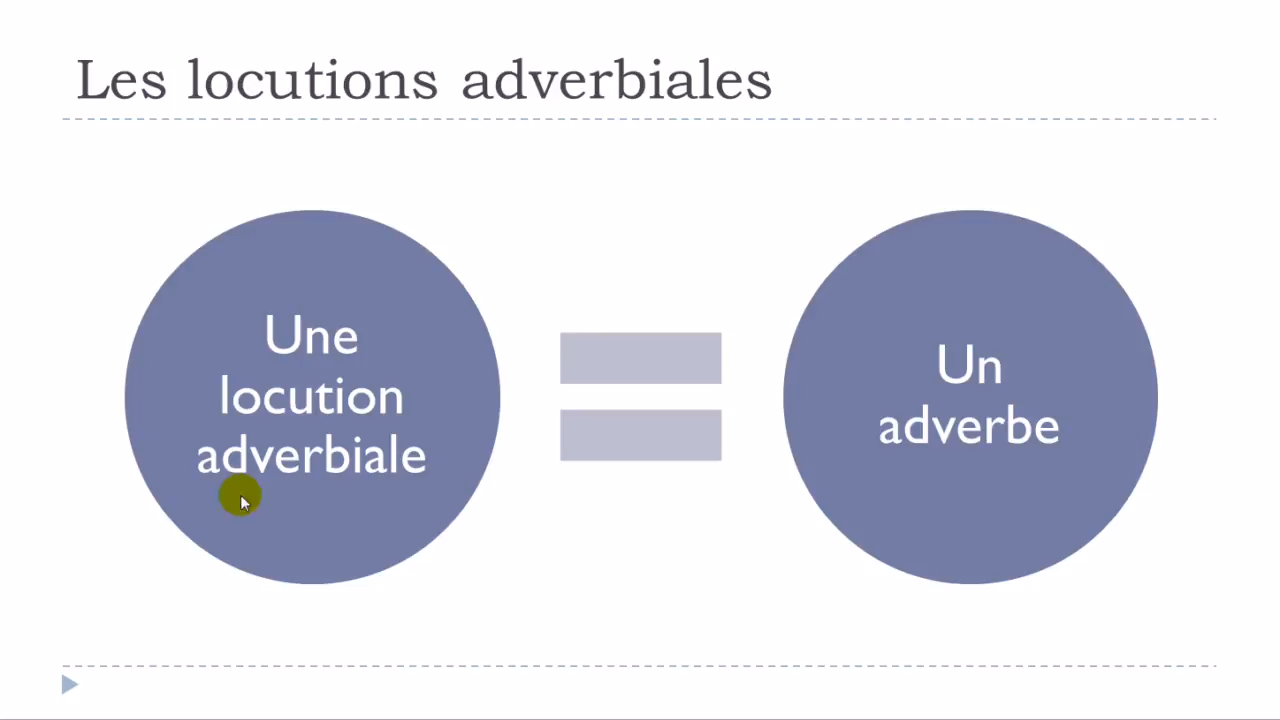 Les locutions adverbiales
Une
locution
adverbiale
Un
adverbe